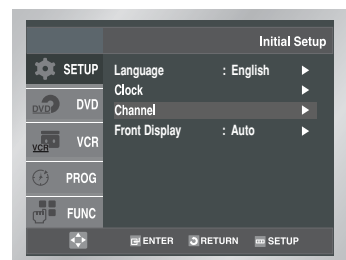 Initial Setup
SETUP
Language : English
Clock
Channel
Front Display : Auto
DVD DVD
VCR VCR
PROG
FUNC
ENTER RETURN SETUP